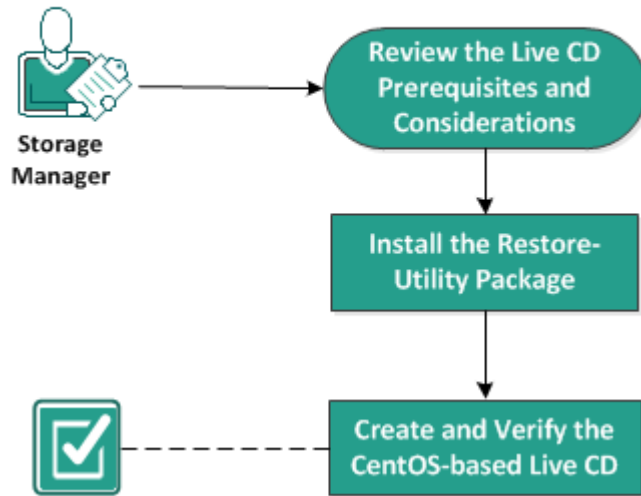 Storage
Manager
Review the Live CD
Prerequisites and
Considerations
Install the Restore-
Utility Package
Create and Verify the
CentOS-based Live CD